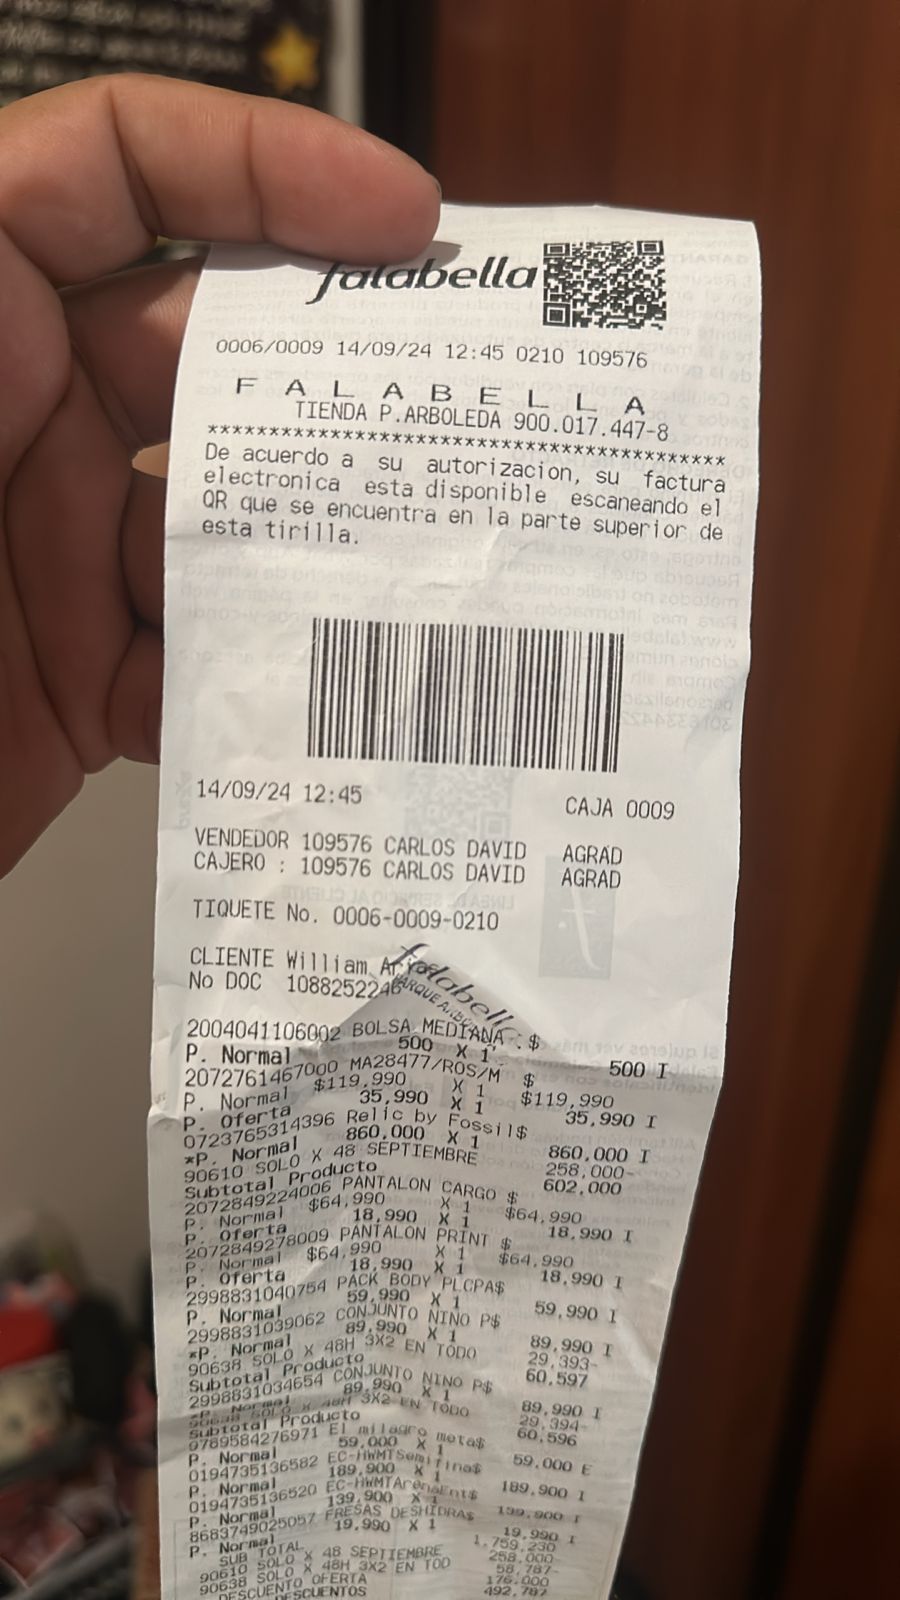 falabella
0006/0009 14/09/24 12:45 0210 109576
F A L A B E L L A
TIENDA P.ARBOLEDA 900.017.447-8
******************************************
De acuerdo a su autorizacion, su factura
electronica esta disponible escaneando el
QR que se encuentra en la parte superior de
esta tirilla.
14/09/24 12:45 CAJA 0009
VENDEDOR 109576 CARLOS DAVID AGRAD
CAJERO : 109576 CARLOS DAVID AGRAD
TIQUETE No. 0006-0009-0210
CLIENTE William
No DOC 1088252246
falabell
PARQUE
2004041106002 BOLSA MEDIANA : $
P. Normal 500 X 1 500 I
2072761467000 MA28477/ROS/M $
P. Normal $119,990 X 1 $119,990
P. Oferta 35,990 X 1 35,990 I
0723765314396 Relic by Fossil$
*P. Normal 860,000 X 1 860,000 I
90610 SOLO X 48 SEPTIEMBRE 258,000-
Subtotal Producto 602,000
2072849224006 PANTALON CARGO $
P. Normal $64,990 X 1 $64,990
P. Oferta 18,990 X 1 18,990 I
2072849278009 PANTALON PRINT $
P. Normal $64,990 X 1 $64,990
P. Oferta 18,990 X 1 18,990 I
2998831040754 PACK BODY PLCPA$
P. Normal 59,990 X 1 59,990 I
2998831039062 CONJUNTO NINO P$
*P. Normal 89,990 X 1 89,990 I
90638 SOLO X 48H 3X2 EN TODO 29,393-
Subtotal Producto 60,597
2998831034654 CONJUNTO NINO P$
*P. Normal 89,990 X 1 89,990 I
90638 SOLO X 48H 3X2 EN TODO 29,394-
Subtotal Producto 60,596
9789584276971 El milagro meta$
P. Normal 59,000 X 1 59,000 E
0194735136582 EC-HWMTSemifina$
P. Normal 189,900 X 1 189,900 I
0194735136520 EC-HWMTArenaEnt$
P. Normal 139,900 X 1 139,900 I
8683749025057 FRESAS DESHIDRA$
P. Normal 19,990 X 1 19,990 I
SUB TOTAL 1,759,230
90610 SOLO X 48 SEPTIEMBRE 258,000-
90638 SOLO X 48H 3X2 EN TOD 58,787-
DESCUENTO OFERTA 176,000
DESCUENTOS 492,787